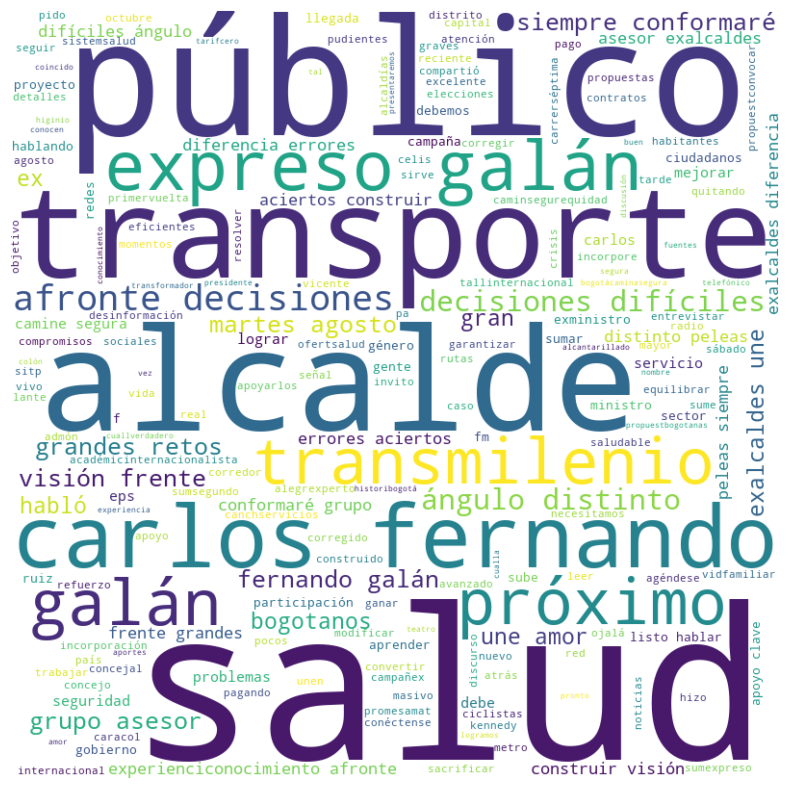 pido octubre llegada distrito siempre conformaré
difíciles ángulo pudientes capital
seguir sistemsalud tarifcero graves atención pago asesor exalcaldes
público
coincido tal alcaldías presentaremos reciente
proyecto compartió excelente carrerséptima propuestas propuestconvocar
detalles elecciones contratos
higinio debemos
conocen
hablando diferencia errores campaña corregir buen habitantes
agosto expreso galán celis ciudadanos
ex sirve tarde mejorar
redes primervuelta aciertos construir caminsegurequidad discusión quitando
exalcaldes diferencia
transporte
objetivo eficientes resolver carlos fuentes
conocimiento momentos crisis incorpore segura
transformador presidente vicente tallinternacional bogotácaminasegura telefónico
afronte decisiones decisiones difíciles
desinformación pa gran exministro entrevistar radio
camine segura martes agosto sumar distinto peleas
compromisos sociales lograr ofertsalud género garantizar mayor sábado
colón vez señal alcantarillado
sitp apoyarlos gente rutas servicio
vivo vida invito equilibrar
lante real caso ministro sume
alcalde
f nombre sector
cuallverdadero errores aciertos fm propuestbogotanas
admón saludable
grandes retos
académicinternacionalista transmilenio peleas siempre exalcaldes une
visión frente corredor
sumsegundo alegrexperto historibogotá
experiencia
habló eps conformaré grupo canchservicios ángulo distinto
apoyo necesitamos
carlos fernando
corregido cualla
construido
ruiz refuerzo fernando galán avanzado sube leer agéndese vidfamiliar
galán próximo
participación ganar
bogotanos modificar teatro
frente grandes pocos aprender une amor ojalá listo hablar
incorporación aportes
país problemas convertir discurso nuevo red apoyo clave
trabajar concejal campañex atrás
concejo unen pronto
seguridad pagando masivo debe noticias hizo
promesamat ciclistas
grupo asesor conéctense kennedy logramos
caracol metro
gobierno amor
salud
internacional experienciconocimiento afronte sacrificar construir visión sumexpreso